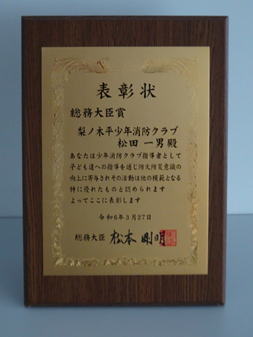 表彰状
総務大臣賞
梨ノ木平少年消防クラブ
松田 一男殿
あなたは少年消防クラブ指導者として
子ども達への指導を通じ防火防災意識の
向上に寄与されその活動は他の模範となる
特に優れたものと認められます
よってここに表彰します
令和6年3月27日
総務大臣 松本剛明